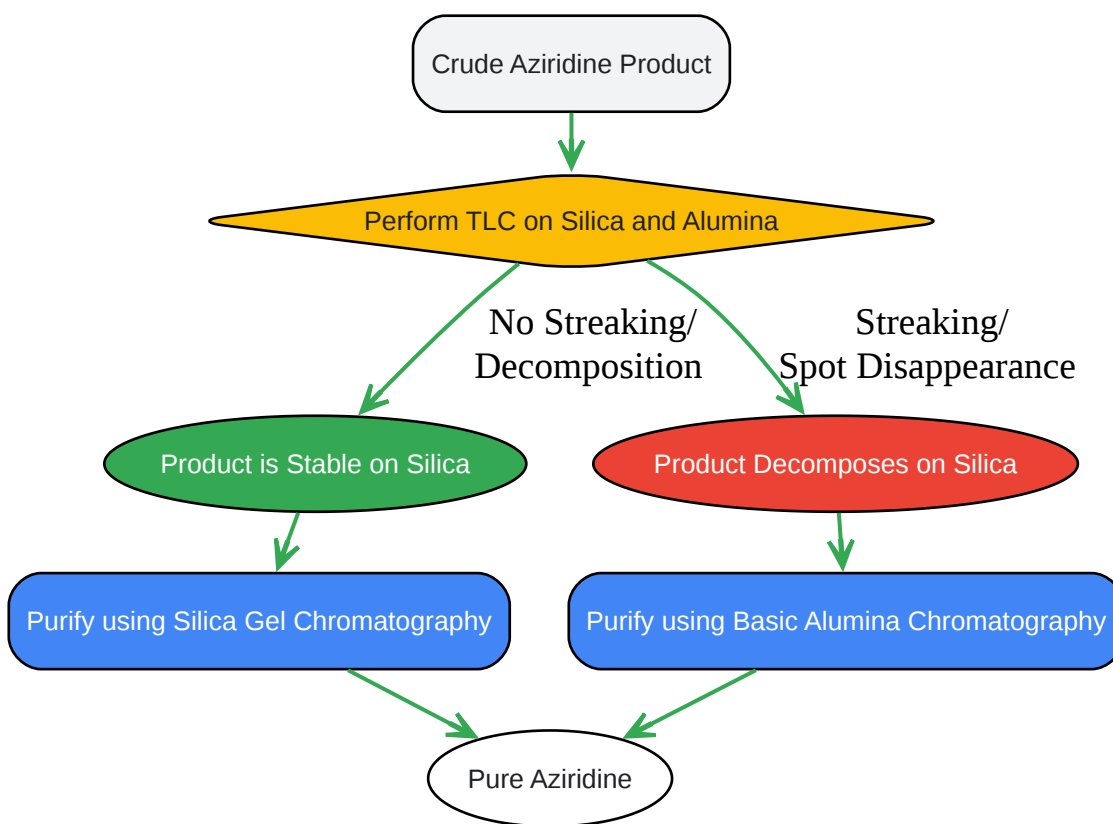 Crude Aziridine Product
Perform TLC on Silica and Alumina
No Streaking/
Decomposition
Streaking/
Spot Disappearance
Product is Stable on Silica
Product Decomposes on Silica
Purify using Silica Gel Chromatography
Purify using Basic Alumina Chromatography
Pure Aziridine